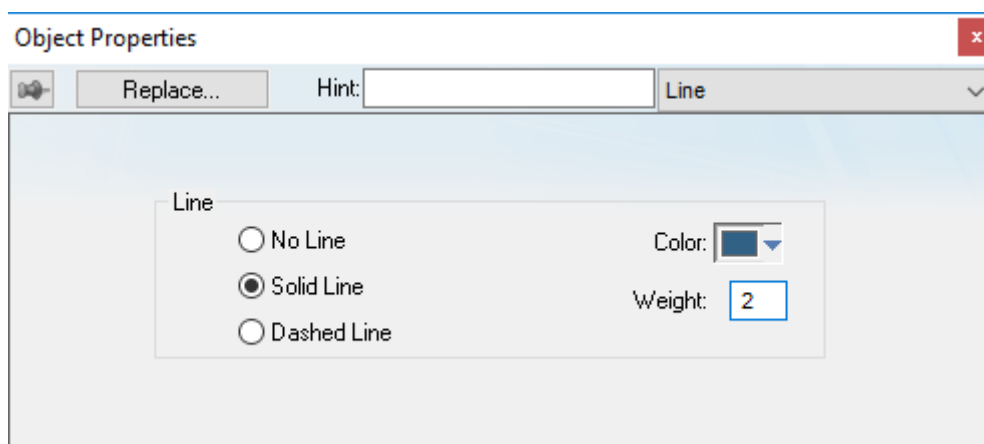 Object Properties
x
Replace... Hint: Line
Line
No Line Color:
Solid Line
Weight: 2
Dashed Line